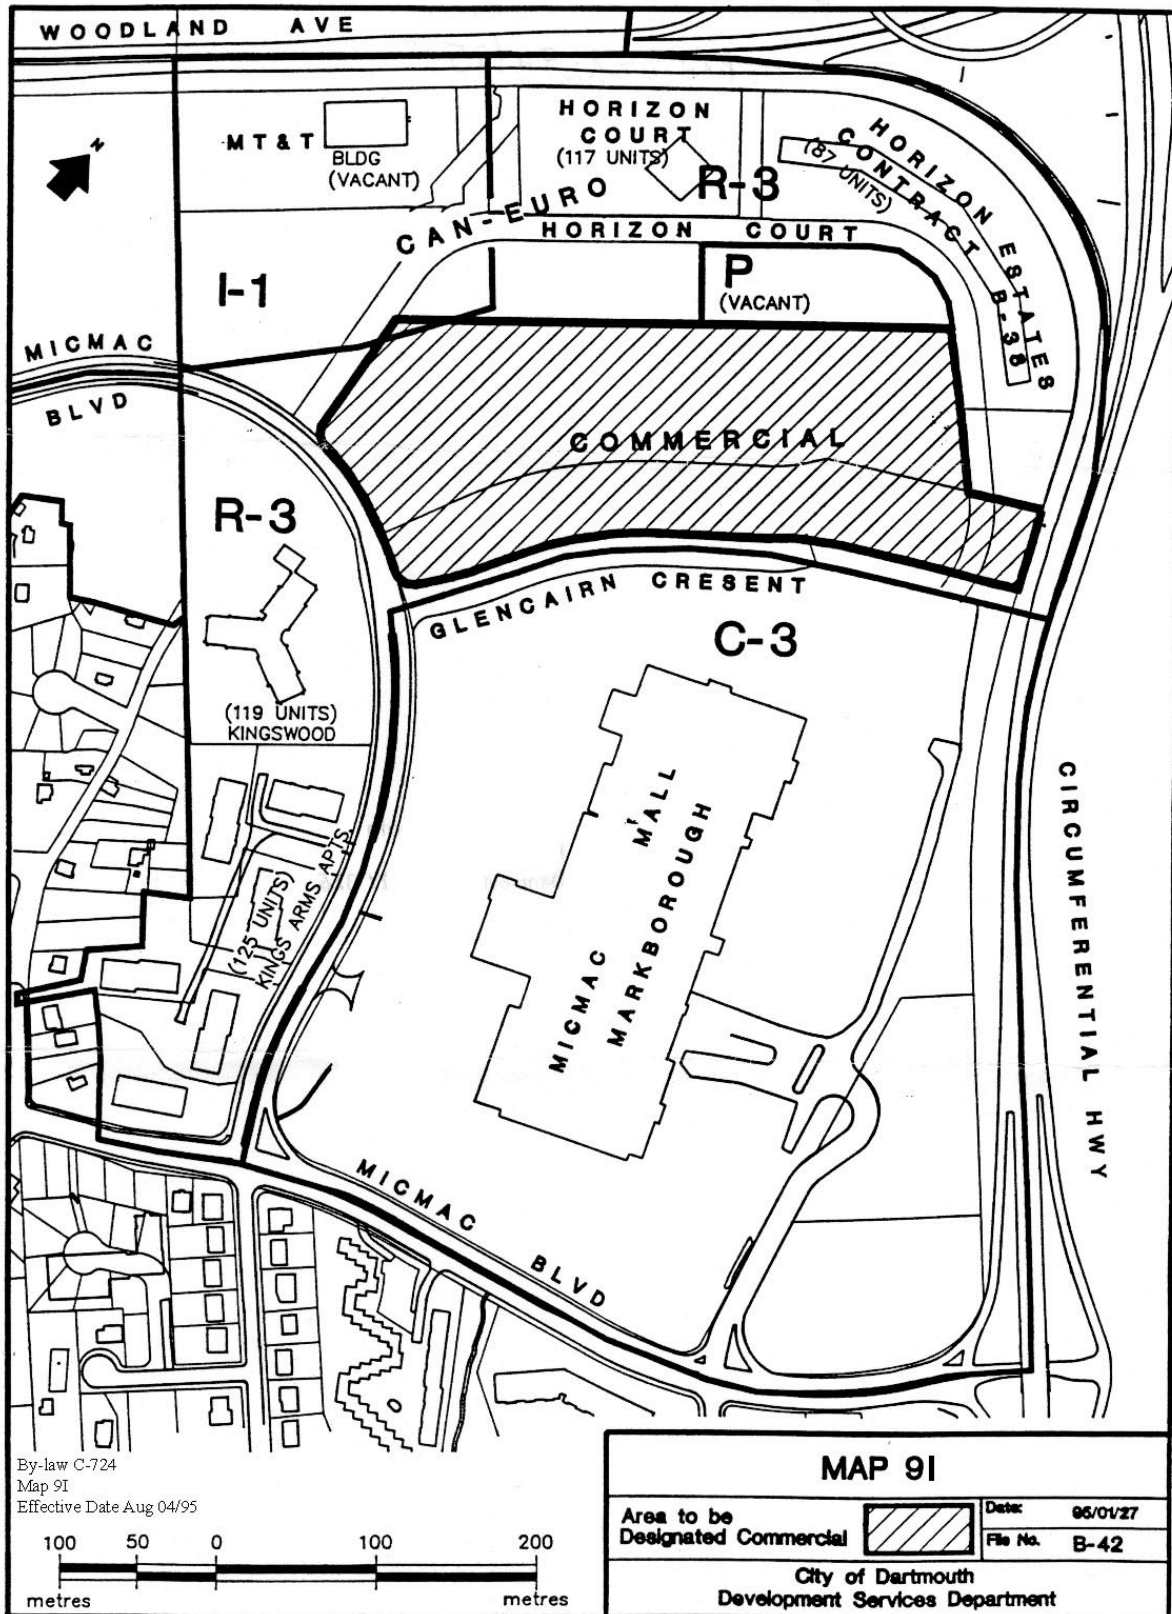 WOODLAND AVE
N
MT&T
BLDG
(VACANT)
HORIZON
COURT
(117 UNITS)
R-3
HORIZON ESTATES
CONTRACT B-38
(87 UNITS)
CAN-EURO
HORIZON COURT
I-1
P
(VACANT)
MICMAC
BLVD
COMMERCIAL
R-3
GLENCAIRN CRESENT
C-3
(119 UNITS)
KINGSWOOD
MICMAC MALL
MARKBOROUGH
(125 UNITS)
KINGS ARMS APTS.
CIRCUMFERENTIAL HWY
MICMAC BLVD
By-law C-724
Map 9I
Effective Date Aug 04/95
100 50 0 100 200
metres metres
MAP 9I
Area to be
Designated Commercial
Date: 95/01/27
File No. B-42
City of Dartmouth
Development Services Department